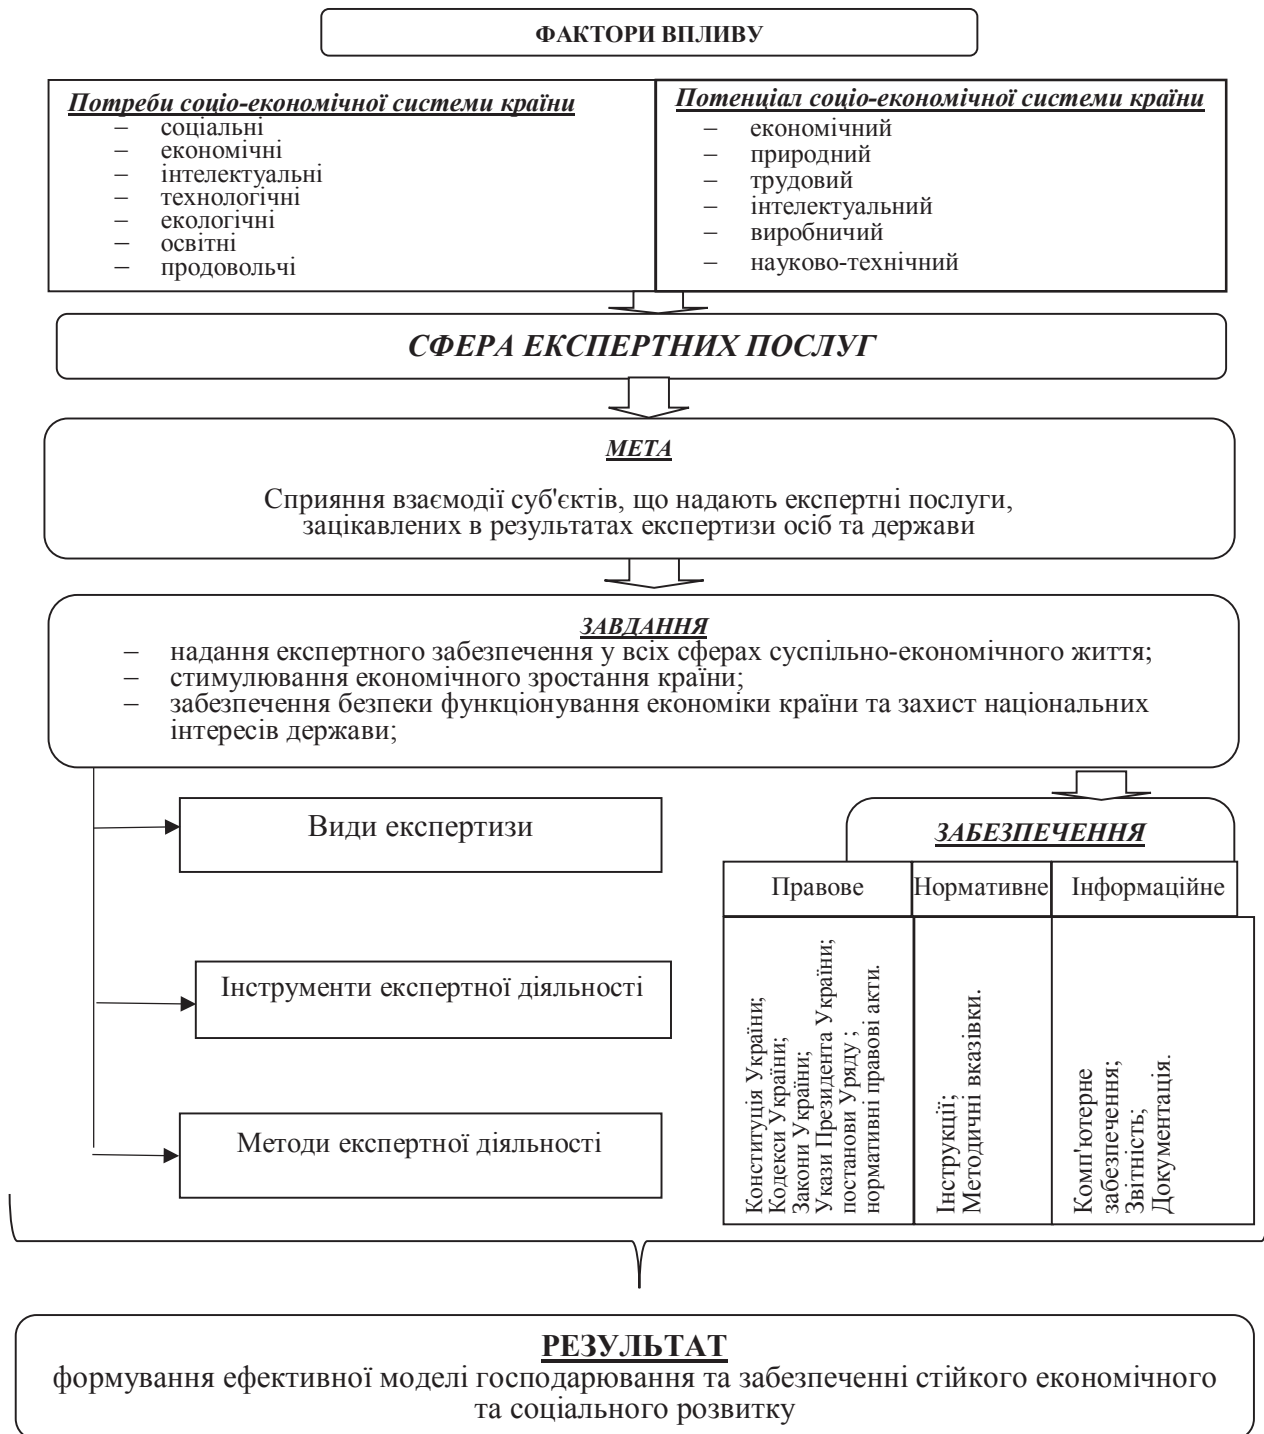 ФАКТОРИ ВПЛИВУ
Потреби соціо-економічної системи країни
– соціальні
– економічні
– інтелектуальні
– технологічні
– екологічні
– освітні
– продовольчі
Потенціал соціо-економічної системи країни
– економічний
– природний
– трудовий
– інтелектуальний
– виробничий
– науково-технічний
СФЕРА ЕКСПЕРТНИХ ПОСЛУГ
МЕТА
Сприяння взаємодії суб'єктів, що надають експертні послуги,
зацікавлених в результатах експертизи осіб та держави
ЗАВДАННЯ
– надання експертного забезпечення у всіх сферах суспільно-економічного життя;
– стимулювання економічного зростання країни;
– забезпечення безпеки функціонування економіки країни та захист національних
інтересів держави;
Види експертизи
Інструменти експертної діяльності
Методи експертної діяльності
ЗАБЕЗПЕЧЕННЯ
Правове
Нормативне
Інформаційне
Конституція України;
Кодекси України;
Закони України;
Укази Президента України;
постанови Уряду ;
нормативні правові акти.
Інструкції;
Методичні вказівки.
Комп'ютерне
забезпечення;
Звітність;
Документація.
РЕЗУЛЬТАТ
формування ефективної моделі господарювання та забезпеченні стійкого економічного
та соціального розвитку